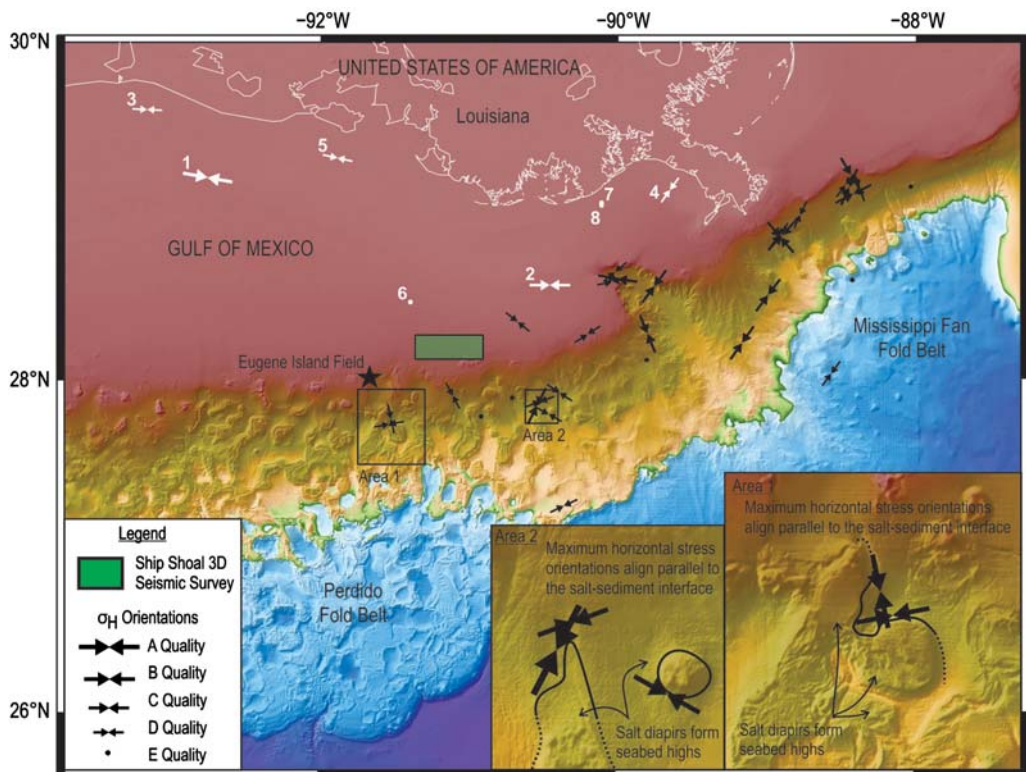 −92° −90° −88°
30°N
UNITED STATES OF AMERICA
Louisiana
3
5
1
4
7
8
GULF OF MEXICO
2
6
Mississippi Fan
Fold Belt
Eugene Island Field
28°N
Area 2
Area 1
Legend
Ship Shoal 3D
Seismic Survey
σH Orientations
A Quality
B Quality
C Quality
D Quality
E Quality
Perdido
Fold Belt
26°N
Area 2
Maximum horizontal stress
orientations align parallel to
the salt-sediment interface
Salt diapirs form
seabed highs
Area 1
Maximum horizontal stress orientations
align parallel to the salt-sediment interface
Salt diapirs form
seabed highs